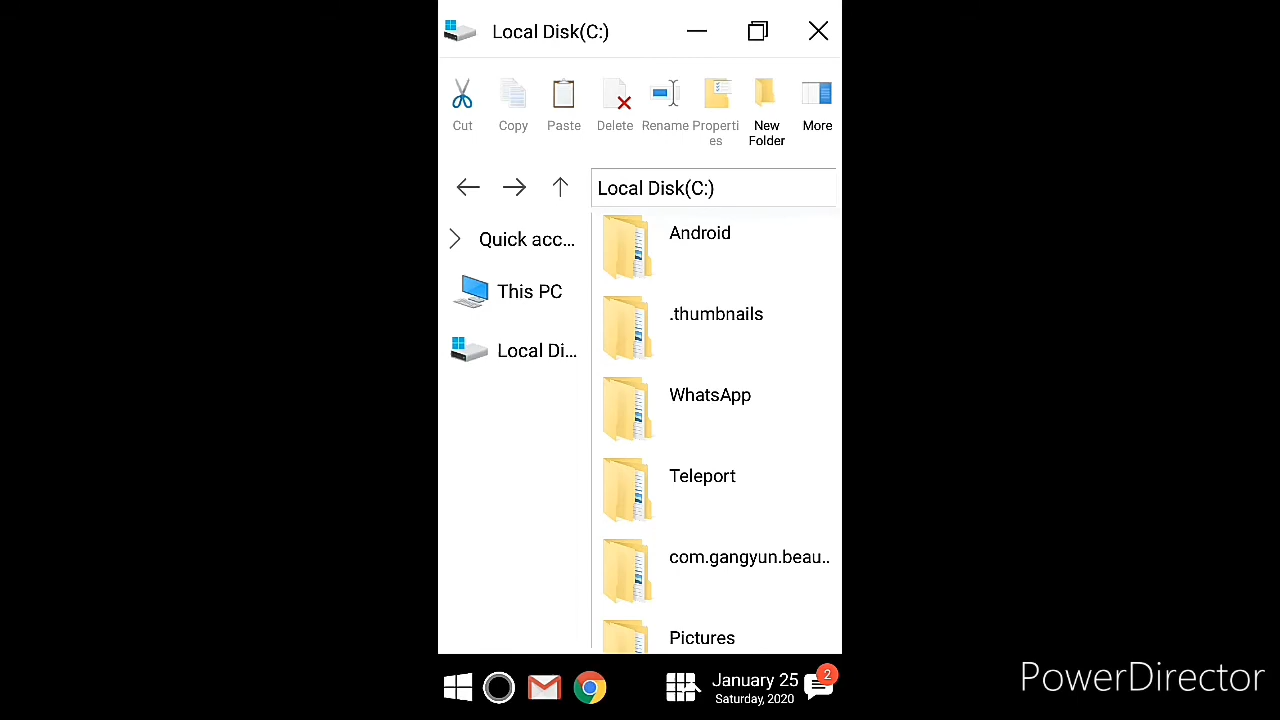 Local Disk(C:)
Cut
Copy
Paste
Delete
Rename
Properti
es
New
Folder
More
Local Disk(C:)
Quick acc...
This PC
Local Di...
Android
.thumbnails
WhatsApp
Teleport
com.gangyun.beau..
Pictures
January 25
Saturday, 2020
2
PowerDirector